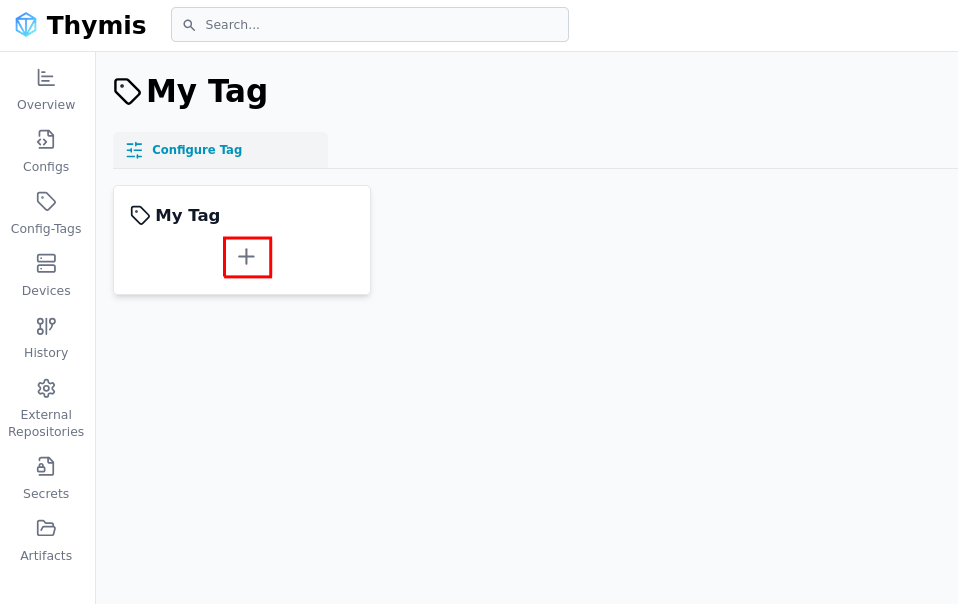 Thymis
Search...
Overview
Configs
Config-Tags
Devices
History
External
Repositories
Secrets
Artifacts
My Tag
Configure Tag
My Tag